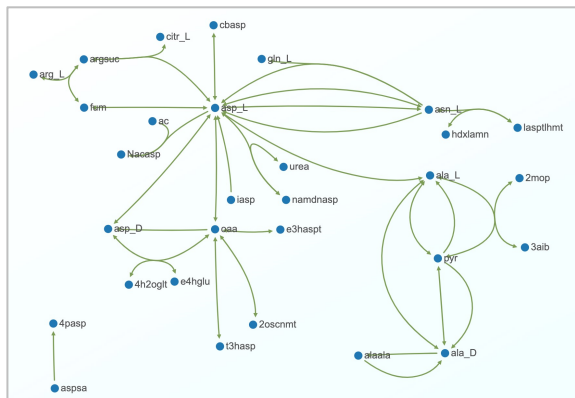 cbasp
citr_L
argsuc
gln_L
arg_L
fum
asp_L
asn_L
ac
lasptlhmt
hdxlamn
Nacasp
urea
ala_L
2mop
iasp
namdnasp
asp_D
oaa
e3haspt
3aib
pyr
4h2oglt
e4hglu
4pasp
2oscnmt
t3hasp
alaala
ala_D
aspsa